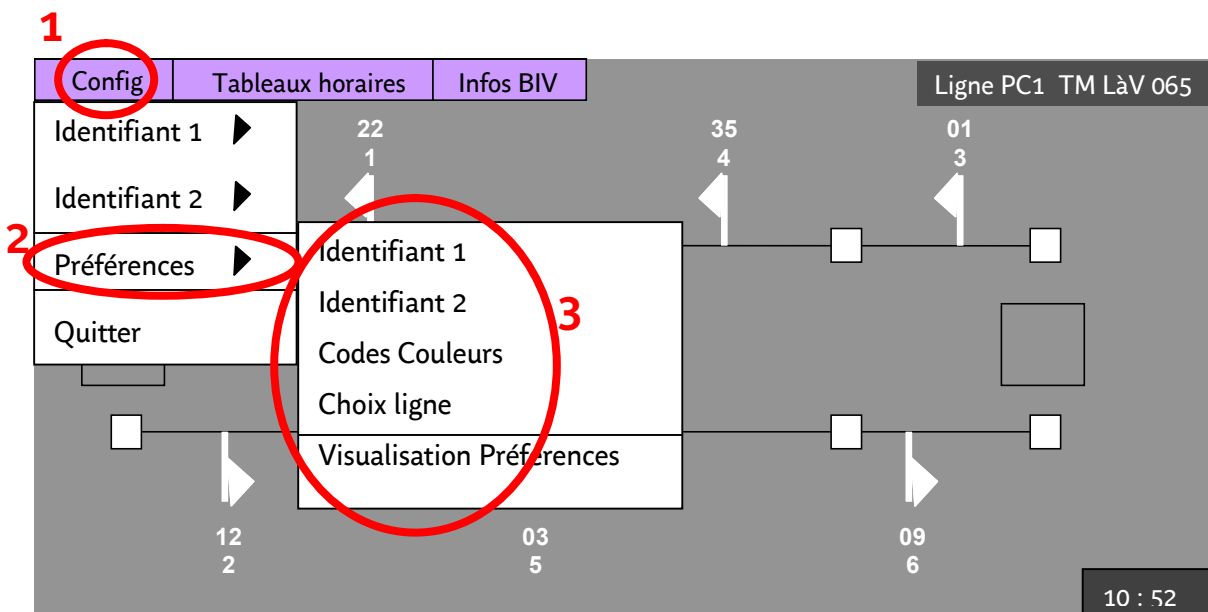 1
Config Tableaux horaires Infos BIV Ligne PC1 TM LàV 065
Identifiant 1
22
1
35
4
01
3
Identifiant 2
2
Préférences
Quitter
Identifiant 1
Identifiant 2
3
Codes Couleurs
Choix ligne
Visualisation Préférences
12
2
03
5
09
6
10 : 52